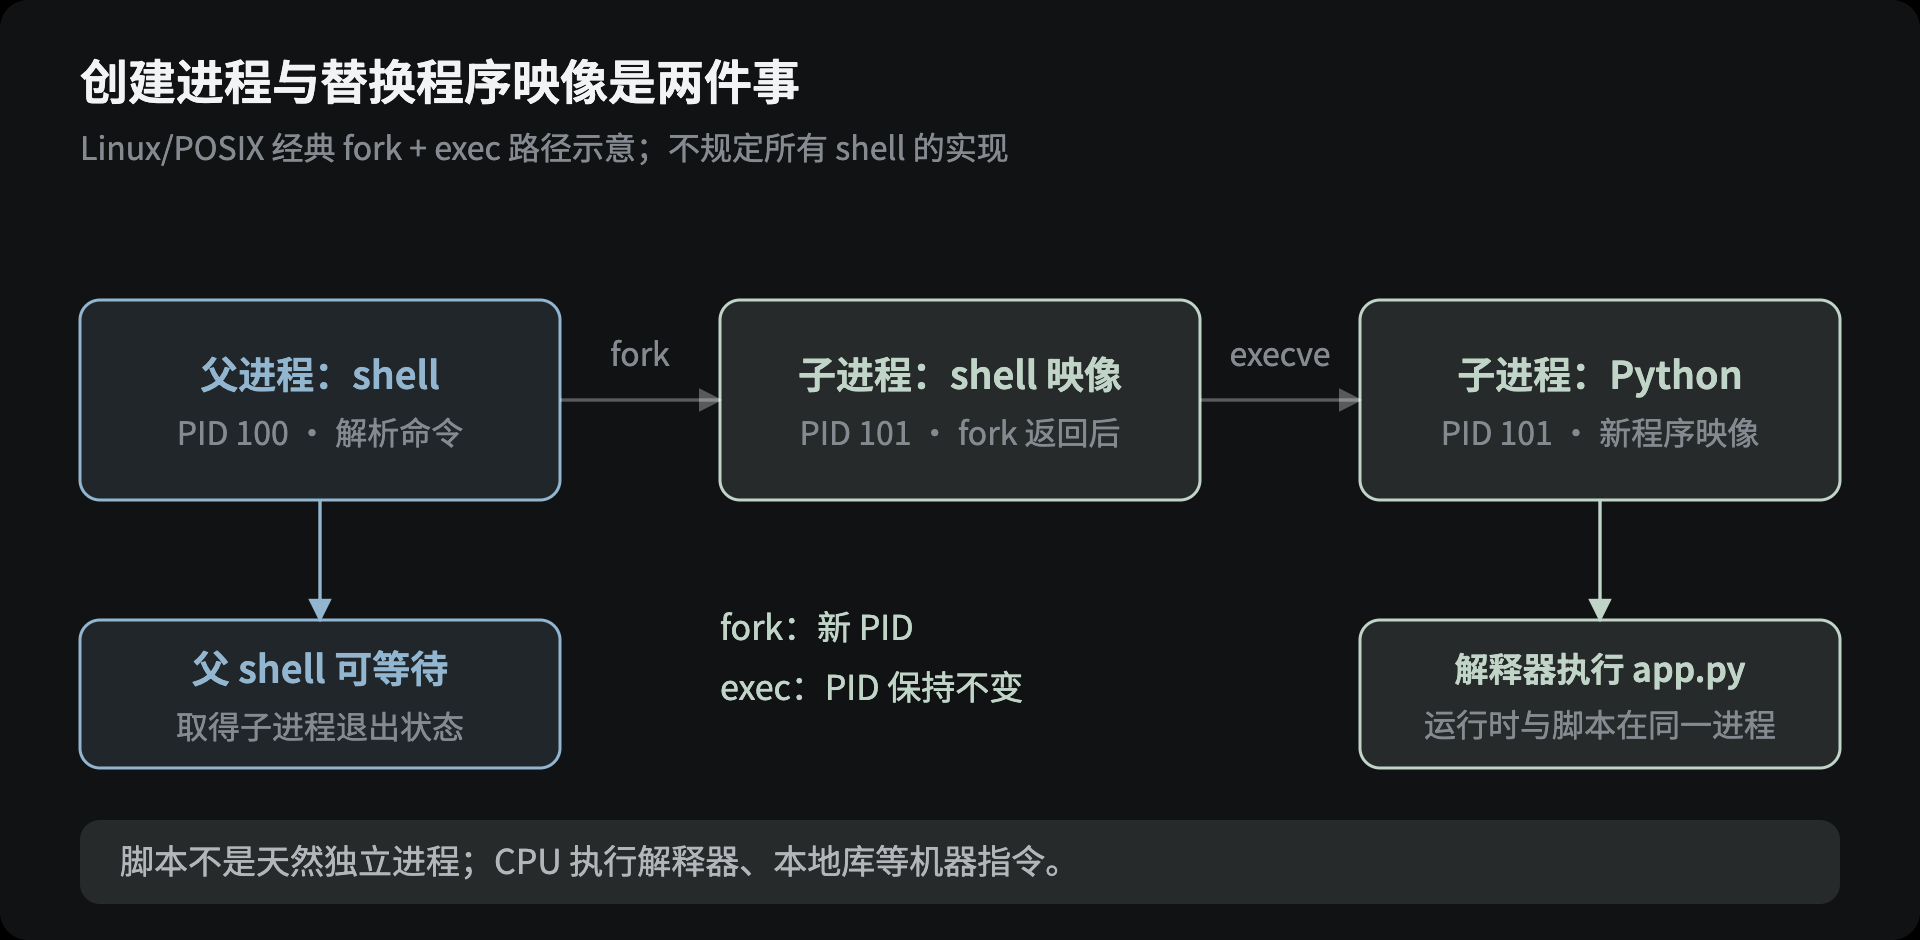 创建进程与替换程序映像是两件事
Linux/POSIX 经典 fork + exec 路径示意；不规定所有 shell 的实现
父进程：shell
PID 100 · 解析命令
fork
子进程：shell 映像
PID 101 · fork 返回后
execve
子进程：Python
PID 101 · 新程序映像
父 shell 可等待
取得子进程退出状态
fork：新 PID
exec：PID 保持不变
解释器执行 app.py
运行时与脚本在同一进程
脚本不是天然独立进程；CPU 执行解释器、本地库等机器指令。